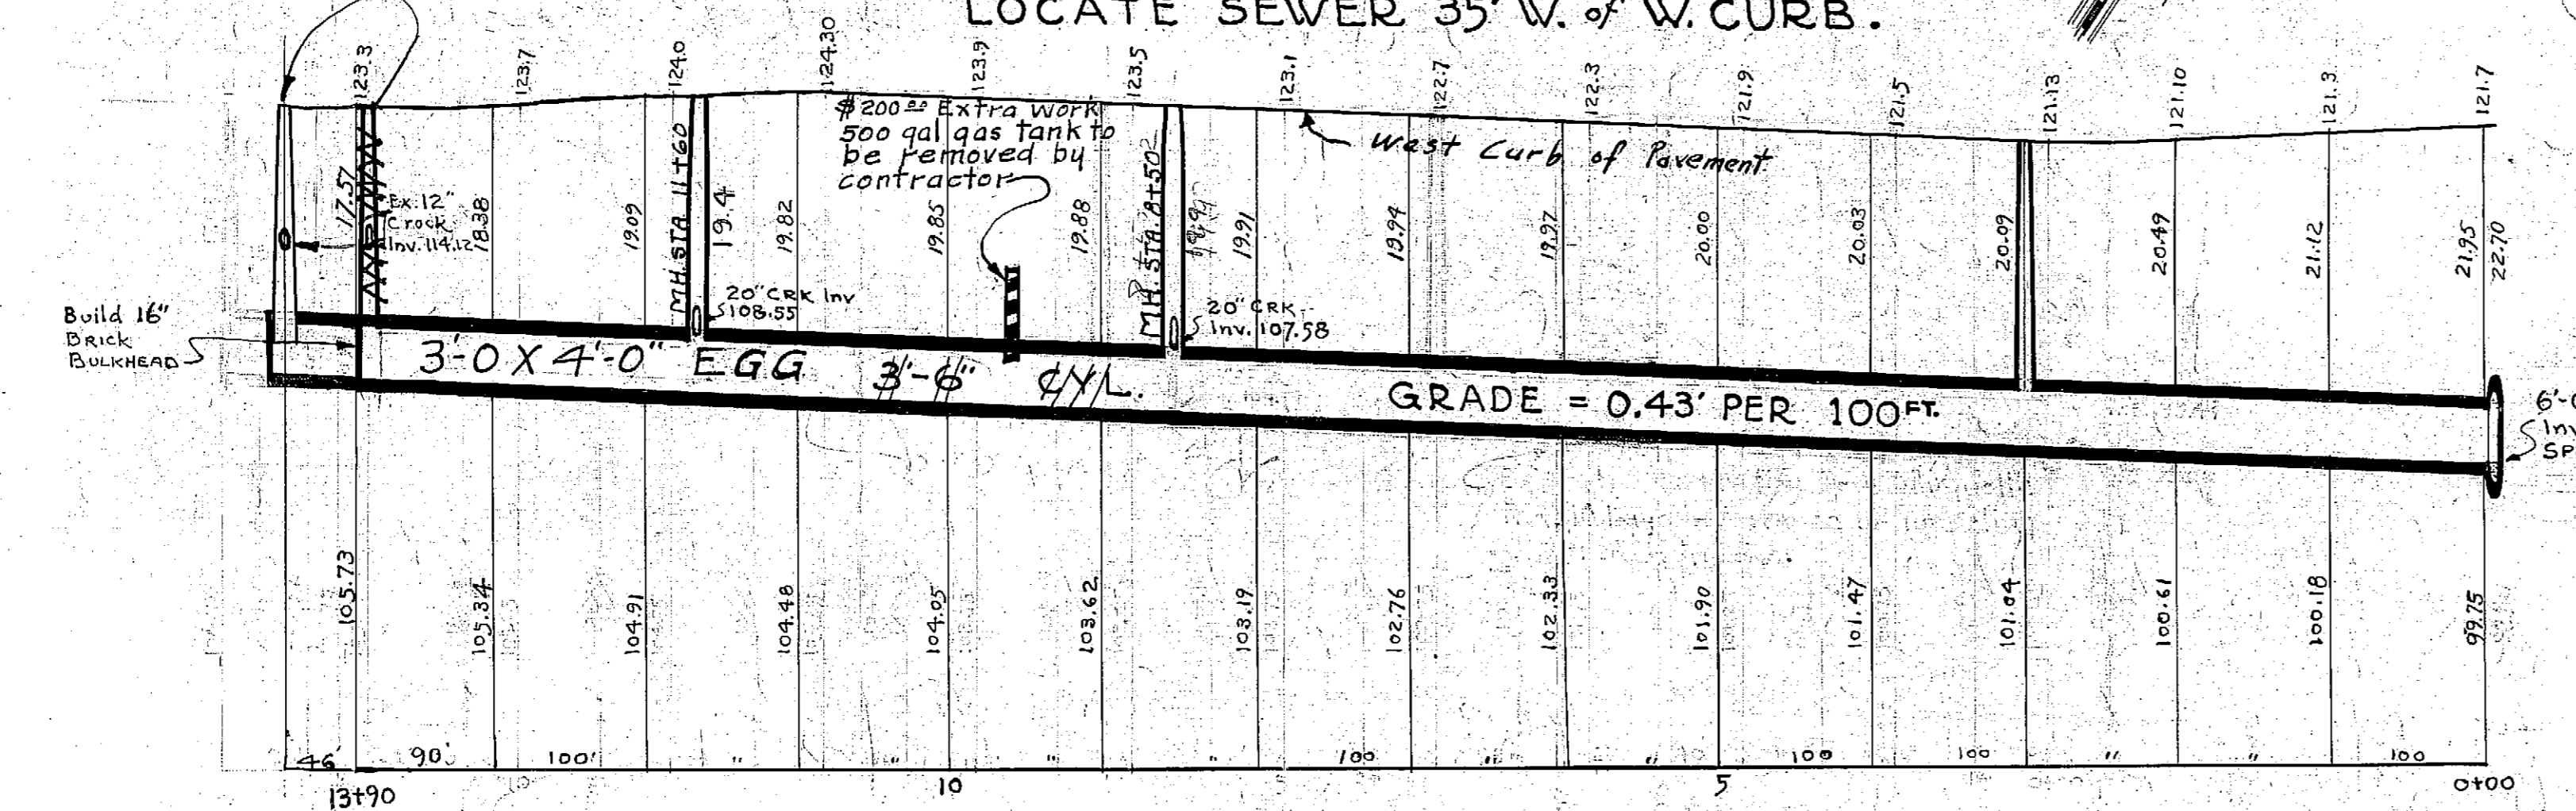 LOCATE SEWER 35' W. of W. CURB.
123.3
123.7
124.0
124.30
123.9
123.5
123.1
122.7
122.3
121.9
121.5
121.13
121.10
121.3
121.7
$200.00 Extra work
500 gal gas tank to
be removed by
contractor
West Curb of Pavement
17.57
Ex. 12"
Crock
Inv. 114.12
18.38
19.09
MH. STA 11+60
19.4
19.82
19.85
19.88
MH. STA. 8+50
19.91
19.94
19.97
20.00
20.03
20.09
20.49
21.12
21.95
22.70
20" CRK Inv
108.55
20" CRK
Inv. 107.58
Build 16"
BRICK
BULKHEAD
3'-0 X 4'-0" EGG
3'-6" CYL.
GRADE = 0.43' PER 100 FT.
105.73
105.34
104.91
104.48
104.05
103.62
103.19
102.76
102.33
101.90
101.47
101.04
100.61
100.18
99.75
46' 90' 100' " " " " 100 " " 100 100 " " 100
13+90 10 5 0+00